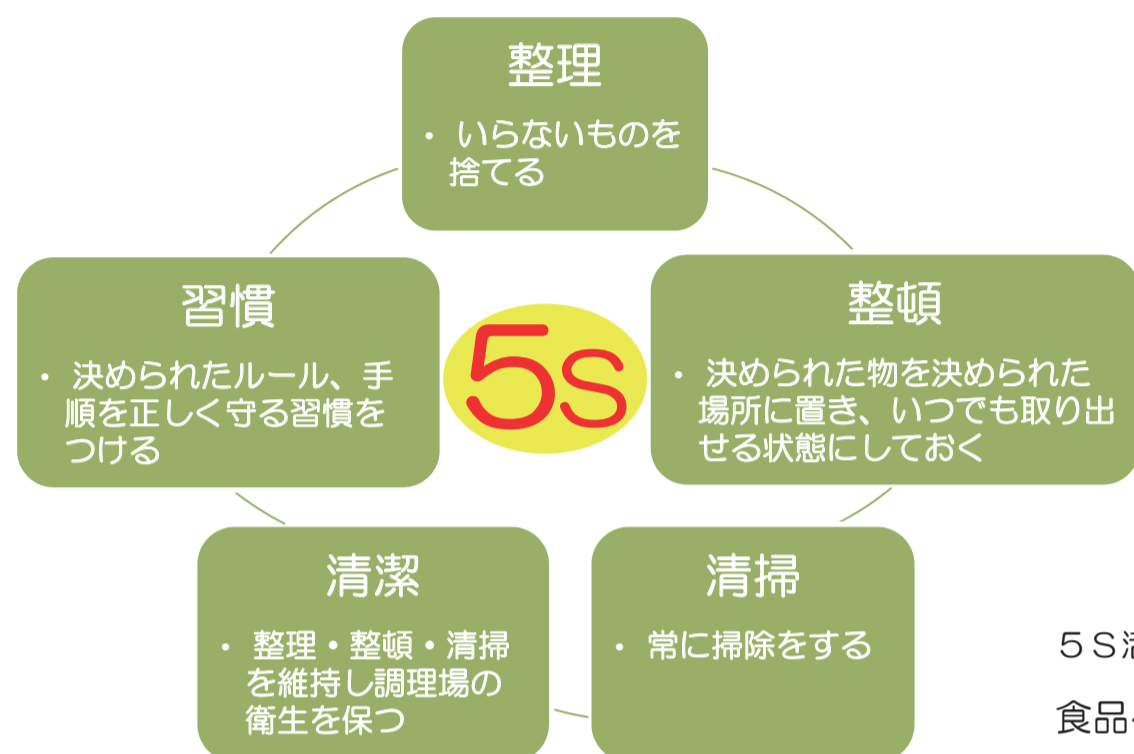 整理
・ いらないものを
捨てる
習慣
・ 決められたルール、手
順を正しく守る習慣を
つける
5s
整頓
・ 決められた物を決められた
場所に置き、いつでも取り出
せる状態にしておく
清潔
・ 整理・整頓・清掃
を維持し調理場の
衛生を保つ
清掃
・ 常に掃除をする
５Ｓ
食品